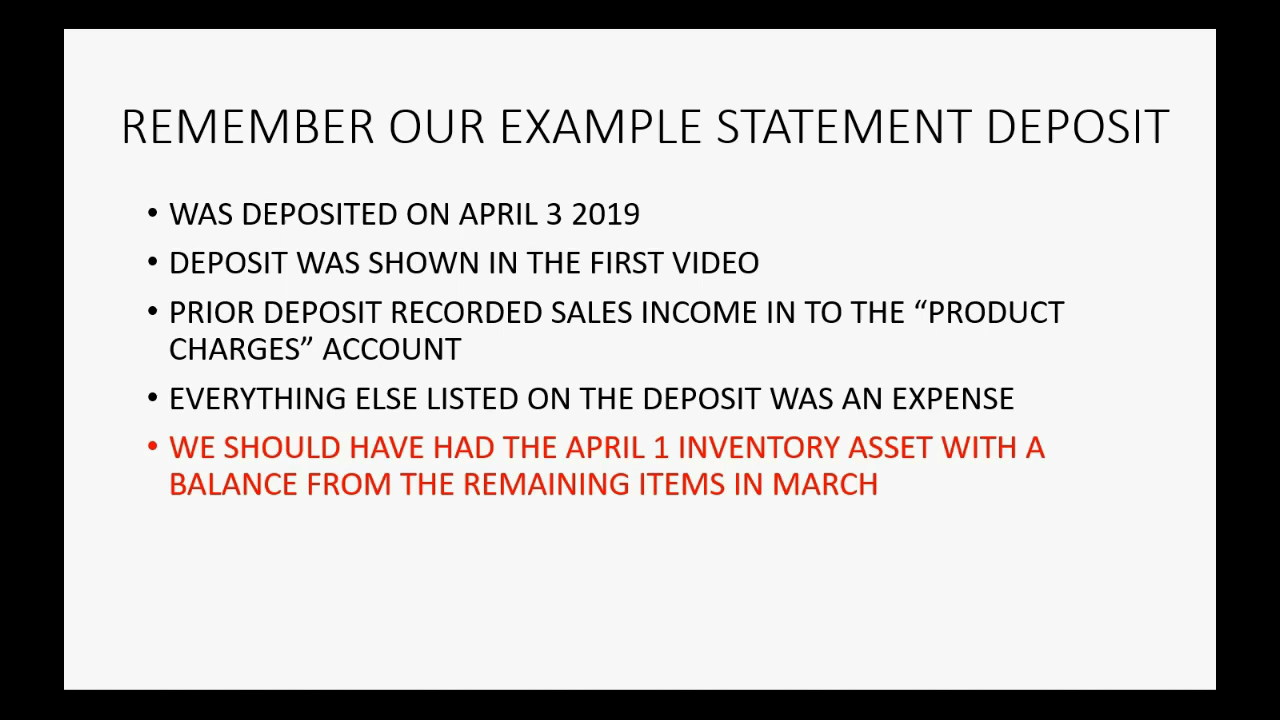 REMEMBER OUR EXAMPLE STATEMENT DEPOSIT
• WAS DEPOSITED ON APRIL 3 2019
• DEPOSIT WAS SHOWN IN THE FIRST VIDEO
• PRIOR DEPOSIT RECORDED SALES INCOME IN TO THE “PRODUCT
CHARGES” ACCOUNT
• EVERYTHING ELSE LISTED ON THE DEPOSIT WAS AN EXPENSE
• WE SHOULD HAVE HAD THE APRIL 1 INVENTORY ASSET WITH A
BALANCE FROM THE REMAINING ITEMS IN MARCH